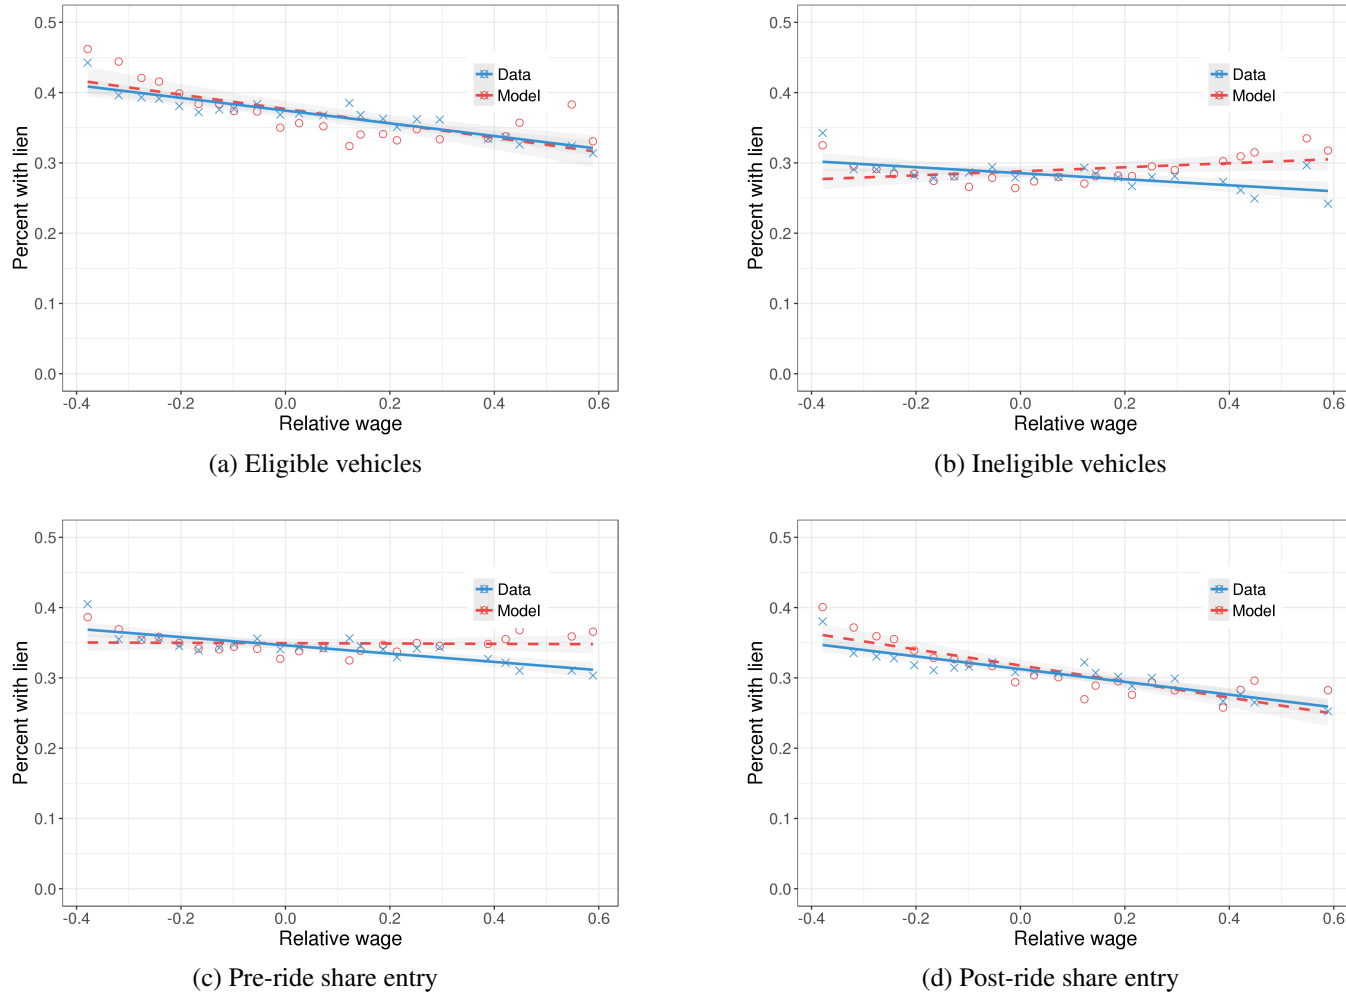 0.5
0.4
0.3
0.2
0.1
0.0
Percent with lien
Data
Model
-0.4 -0.2 0.0 0.2 0.4 0.6
Relative wage
(a) Eligible vehicles
0.5
0.4
0.3
0.2
0.1
0.0
Percent with lien
Data
Model
-0.4 -0.2 0.0 0.2 0.4 0.6
Relative wage
(b) Ineligible vehicles
0.5
0.4
0.3
0.2
0.1
0.0
Percent with lien
Data
Model
-0.4 -0.2 0.0 0.2 0.4 0.6
Relative wage
(c) Pre-ride share entry
0.5
0.4
0.3
0.2
0.1
0.0
Percent with lien
Data
Model
-0.4 -0.2 0.0 0.2 0.4 0.6
Relative wage
(d) Post-ride share entry